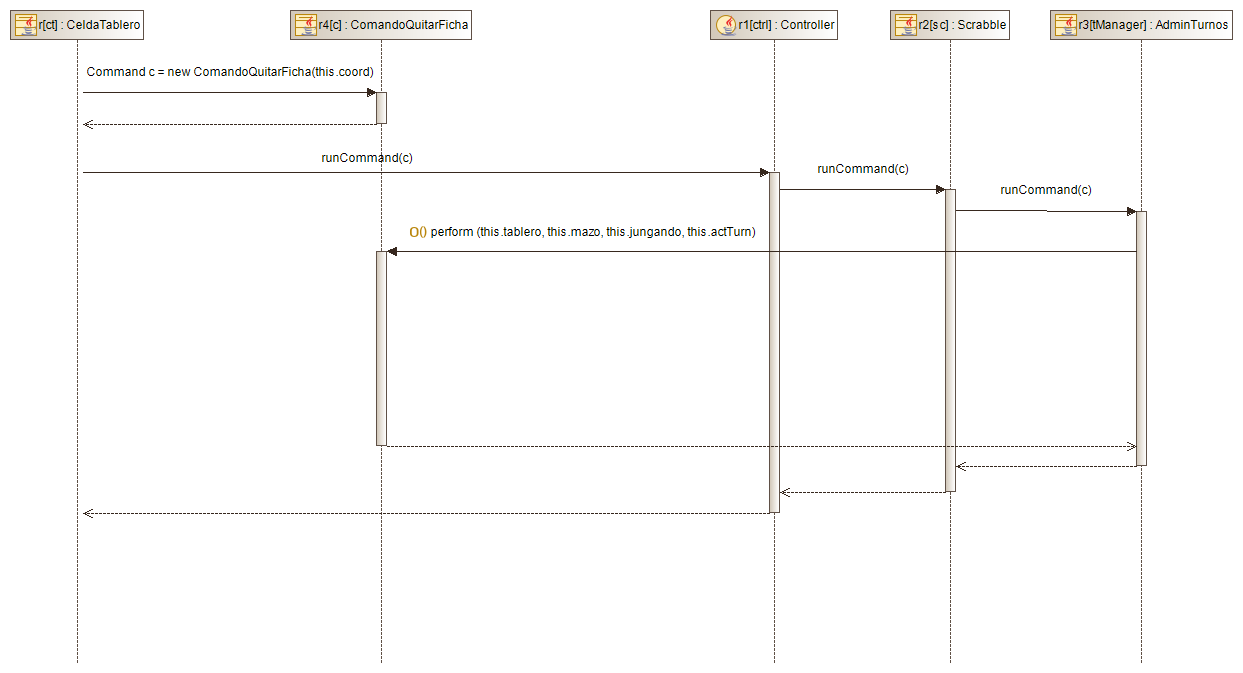 r[ct] : CeldaTablero
r4[c] : ComandoQuitarFicha
r1[ctrl] : Controller
r2[sc] : Scrabble
r3[tManager] : AdminTurnos
Command c = new ComandoQuitarFicha(this.coord)
runCommand(c)
runCommand(c)
runCommand(c)
O() perform (this.tablero, this.mazo, this.jungando, this.actTurn)